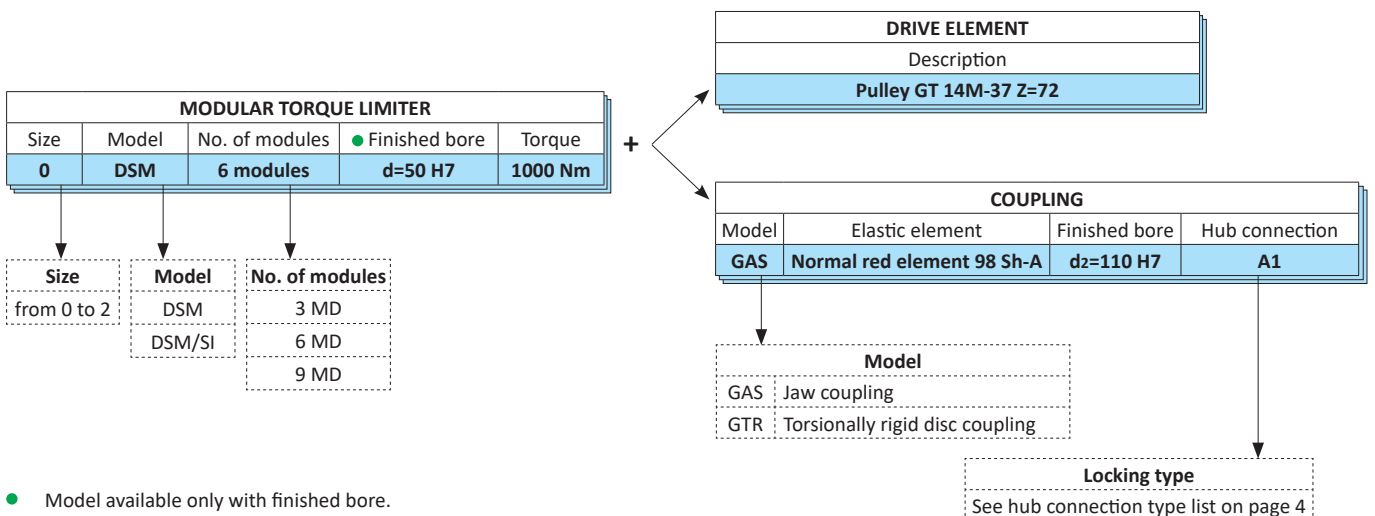 DRIVE ELEMENT
Description
Pulley GT 14M-37 Z=72
MODULAR TORQUE LIMITER
Size Model No. of modules Finished bore Torque
0 DSM 6 modules d=50 H7 1000 Nm
+
COUPLING
Model Elastic element Finished bore Hub connection
GAS Normal red element 98 Sh-A d2=110 H7 A1
Size
from 0 to 2
Model
DSM
DSM/SI
No. of modules
3 MD
6 MD
9 MD
Model
GAS Jaw coupling
GTR Torsionally rigid disc coupling
Locking type
See hub connection type list on page 4
Model available only with finished bore.